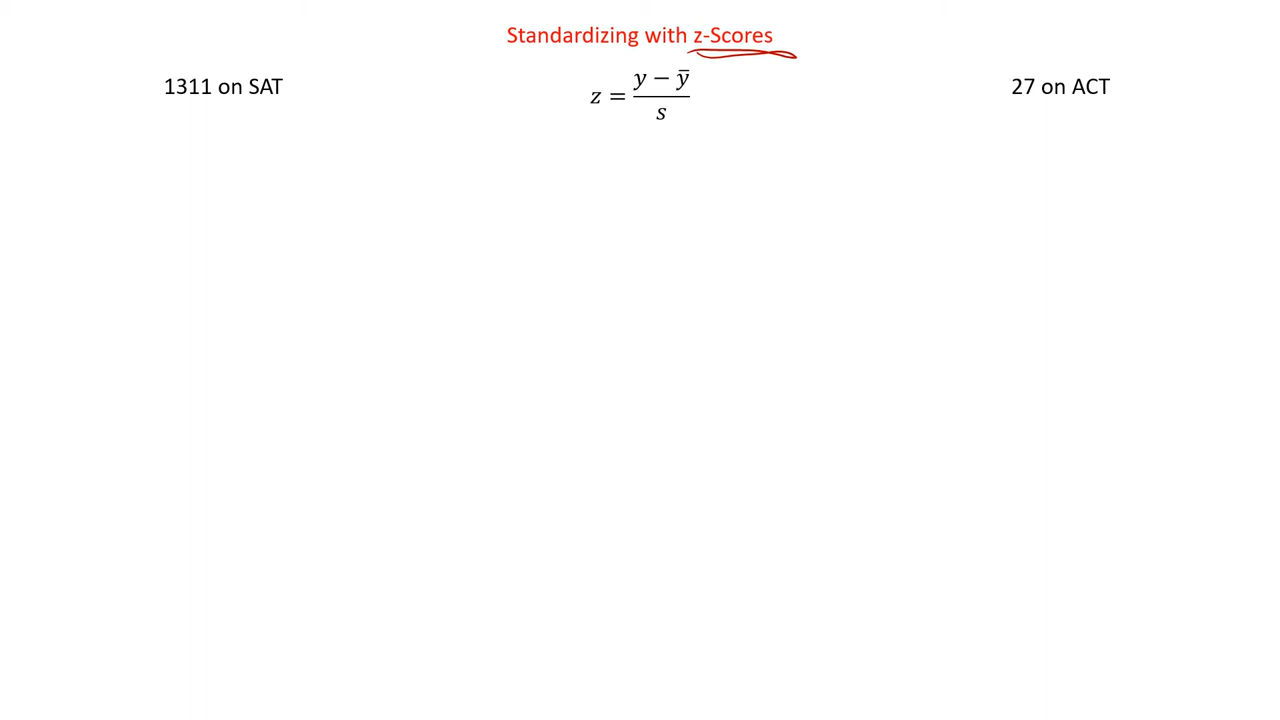 Standardizing with z-Scores
1311 on SAT
z = (y − ȳ) / s
27 on ACT